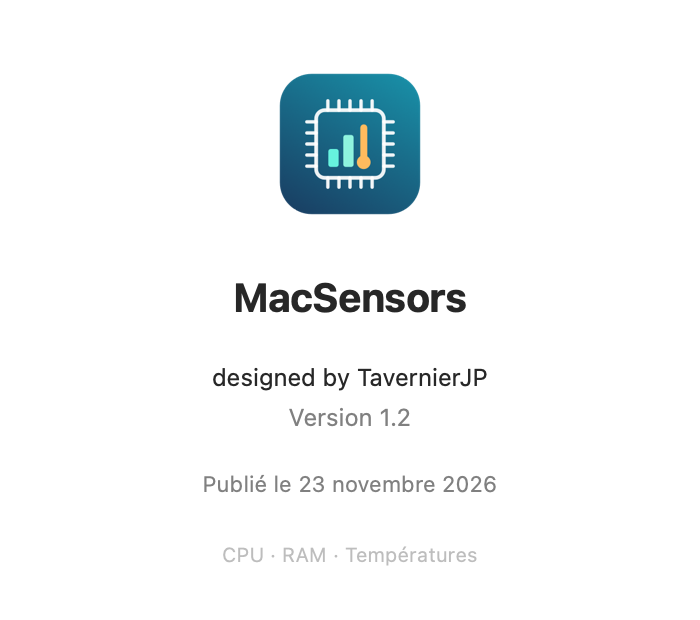 MacSensors
designed by TavernierJP
Version 1.2
Publié le 23 novembre 2026
CPU · RAM · Températures